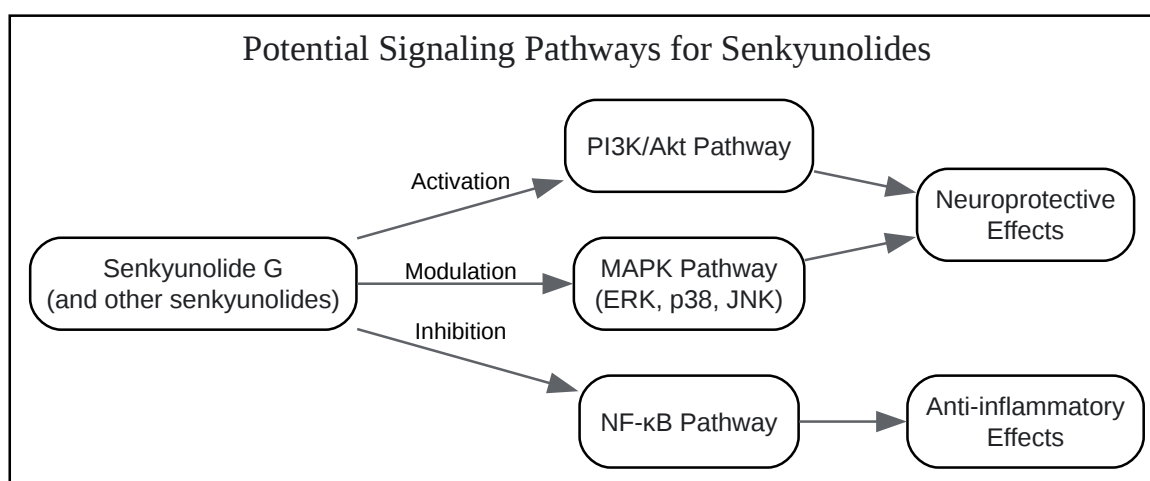 Potential Signaling Pathways for Senkyunolides
PI3K/Akt Pathway
Activation
Neuroprotective
Effects
Senkyunolide G
(and other senkyunolides)
Modulation
MAPK Pathway
(ERK, p38, JNK)
Inhibition
NF-κB Pathway
Anti-inflammatory
Effects